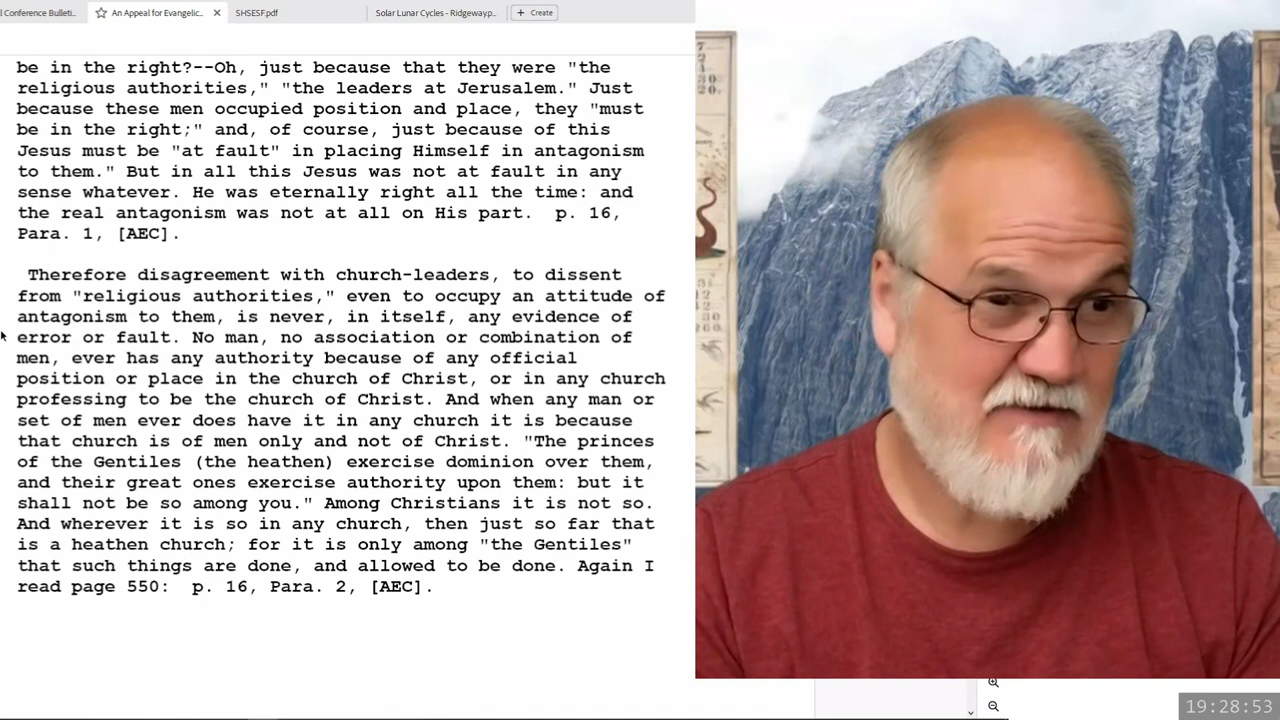 l Conference Bulleti..
An Appeal for Evangelic..
SHSESF.pdf
Solar Lunar Cycles - Ridgewayp..
Create
be in the right?--Oh, just because that they were "the
religious authorities," "the leaders at Jerusalem." Just
because these men occupied position and place, they "must
be in the right;" and, of course, just because of this
Jesus must be "at fault" in placing Himself in antagonism
to them." But in all this Jesus was not at fault in any
sense whatever. He was eternally right all the time: and
the real antagonism was not at all on His part. p. 16,
Para. 1, [AEC].
Therefore disagreement with church-leaders, to dissent
from "religious authorities," even to occupy an attitude of
antagonism to them, is never, in itself, any evidence of
error or fault. No man, no association or combination of
men, ever has any authority because of any official
position or place in the church of Christ, or in any church
professing to be the church of Christ. And when any man or
set of men ever does have it in any church it is because
that church is of men only and not of Christ. "The princes
of the Gentiles (the heathen) exercise dominion over them,
and their great ones exercise authority upon them: but it
shall not be so among you." Among Christians it is not so.
And wherever it is so in any church, then just so far that
is a heathen church; for it is only among "the Gentiles"
that such things are done, and allowed to be done. Again I
read page 550: p. 16, Para. 2, [AEC].
19:28:53